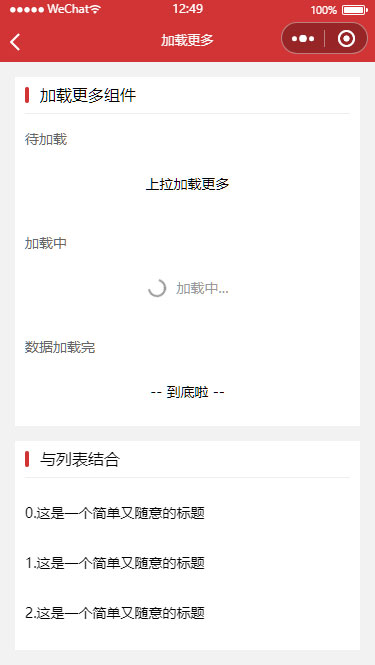 ●●●●● WeChat 12:49 100%
加载更多
加载更多组件
待加载
上拉加载更多
加载中
加载中...
数据加载完
-- 到底啦 --
与列表结合
0.这是一个简单又随意的标题
1.这是一个简单又随意的标题
2.这是一个简单又随意的标题